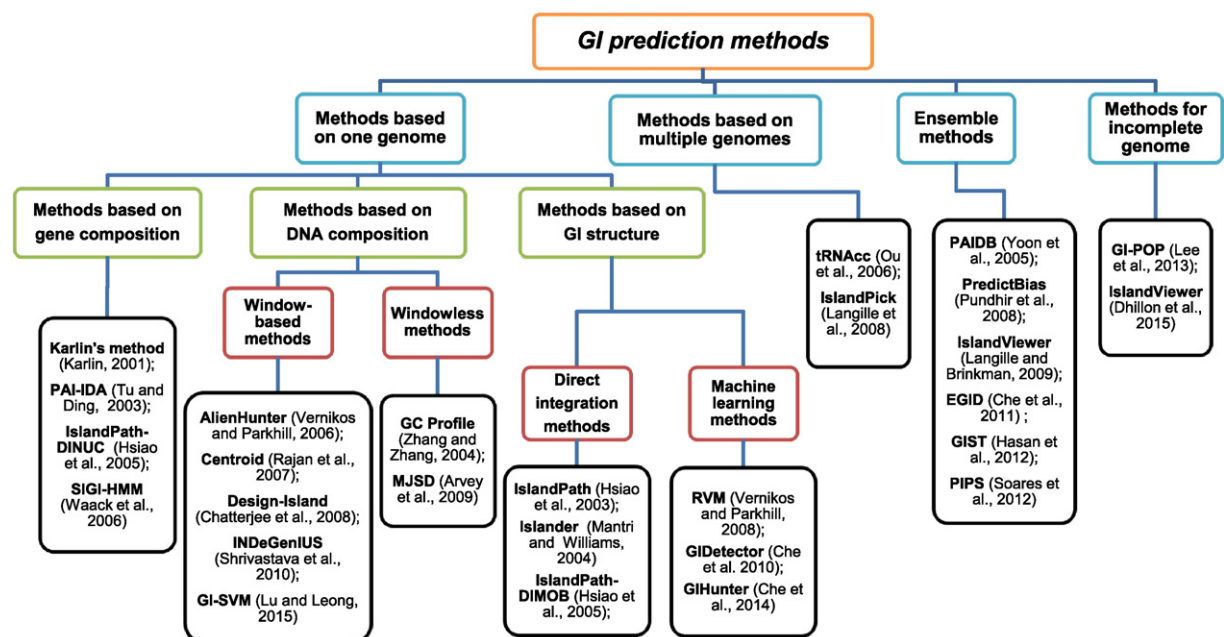 GI prediction methods
Methods based
on one genome
Methods based on
multiple genomes
Ensemble
methods
Methods for
incomplete
genome
Methods based on
gene composition
Methods based on
DNA composition
Methods based on
GI structure
Window-
based methods
Windowless
methods
Direct
integration
methods
Machine
learning
methods
Karlin's method
(Karlin, 2001);
PAI-IDA (Tu and
Ding, 2003);
IslandPath-
DINUC (Hsiao
et al., 2005);
SIGI-HMM
(Waack et al.,
2006)
AlienHunter (Vernikos
and Parkhill, 2006);
Centroid (Rajan et al.,
2007);
Design-Island
(Chatterjee et al., 2008);
INDeGenIUS
(Shrivastava et al.,
2010);
GI-SVM (Lu and Leong,
2015)
GC Profile
(Zhang and
Zhang, 2004);
MJSD (Arvey
et al., 2009)
IslandPath (Hsiao
et al., 2003);
Islander (Mantri
and Williams,
2004)
IslandPath-
DIMOB (Hsiao
et al., 2005;
RVM (Vernikos
and Parkhill,
2008);
GIDetector (Che
et al. 2010);
GIHunter (Che
et al., 2014)
tRNAcc (Ou
et al., 2006);
IslandPick
(Langille
et al., 2008)
PAIDB (Yoon et
al., 2005);
PredictBias
(Pundhir et al.,
2008);
IslandViewer
(Langille and
Brinkman, 2009);
EGID (Che et al.,
2011) ;
GIST (Hasan et al.
2012);
PIPS (Soares et al.
2012)
GI-POP (Lee
et al., 2013);
IslandViewer
(Dhillon et al.,
2015)